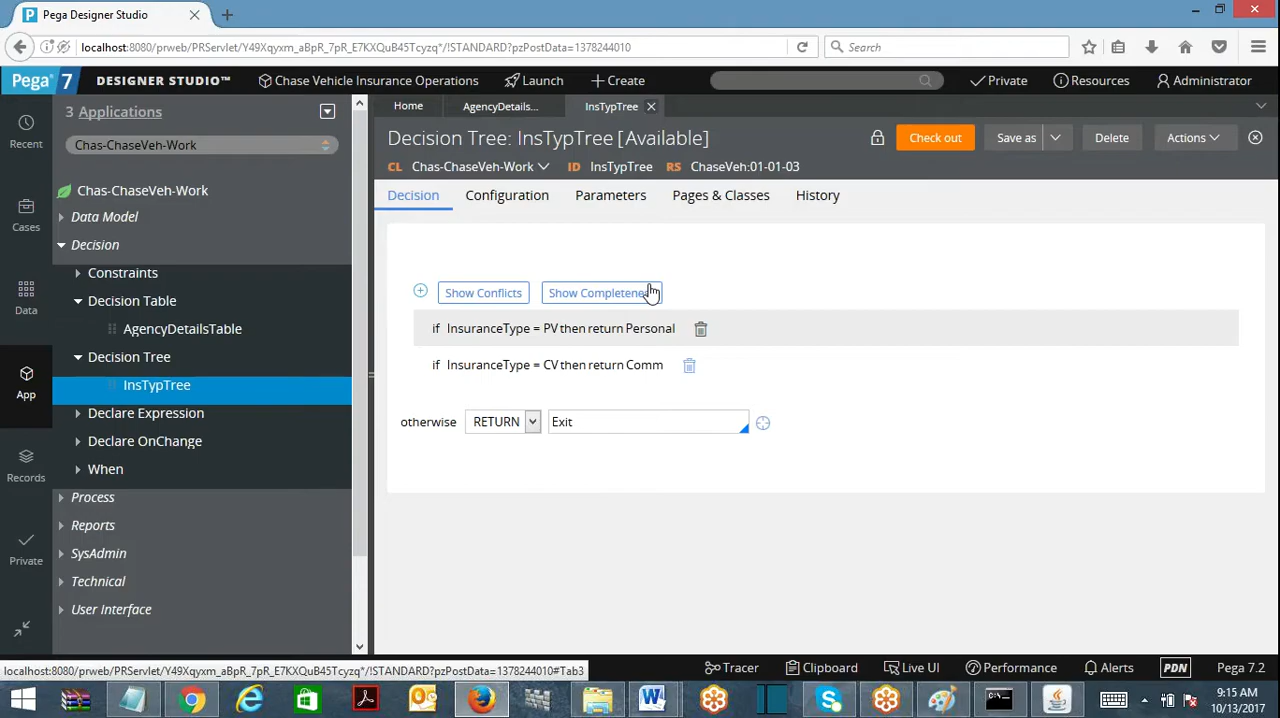 Pega Designer Studio
localhost:8080/prweb/PRServlet/Y49Xqyxm_aBpR_7pR_E7KXQuB45Tczyzq*/!STANDARD?pzPostData=1378244010
Search
Pega 7
DESIGNER STUDIO™
Chase Vehicle Insurance Operations
Launch
Create
Private
Resources
Administrator
3 Applications
Home
AgencyDetails...
InsTypTree
Recent
Chas-ChaseVeh-Work
Decision Tree: InsTypTree [Available]
Check out
Save as
Delete
Actions
CL Chas-ChaseVeh-Work
ID InsTypTree
RS ChaseVeh:01-01-03
Chas-ChaseVeh-Work
Data Model
Decision
Constraints
Decision Table
AgencyDetailsTable
Decision Tree
InsTypTree
Declare Expression
Declare OnChange
When
Process
Reports
SysAdmin
Technical
User Interface
Cases
Data
App
Records
Private
Decision
Configuration
Parameters
Pages & Classes
History
Show Conflicts
Show Completenes
if InsuranceType = PV then return Personal
if InsuranceType = CV then return Comm
otherwise RETURN Exit
localhost:8080/prweb/PRServlet/Y49Xqyxm_aBpR_7pR_E7KXQuB45Tczyzq*/!STANDARD?pzPostData=1378244010#Tab3
Tracer
Clipboard
Live UI
Performance
Alerts
PDN
Pega 7.2
9:15 AM
10/13/2017